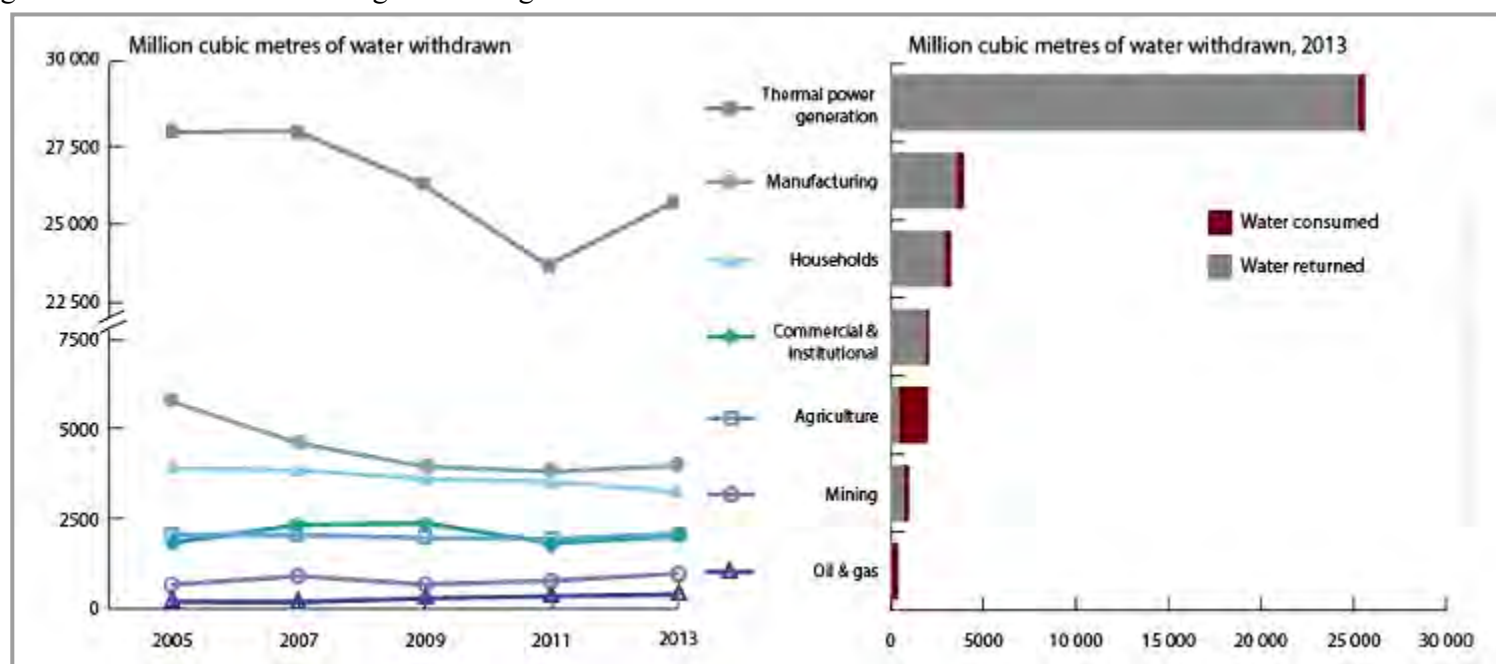 Million cubic metres of water withdrawn
30 000
27 500
25 000
22 500
7500
5000
2500
0
2005 2007 2009 2011 2013
Thermal power
generation
Manufacturing
Households
Commercial &
institutional
Agriculture
Mining
Oil & gas
Million cubic metres of water withdrawn, 2013
Water consumed
Water returned
0 5000 10 000 15 000 20 000 25 000 30 000